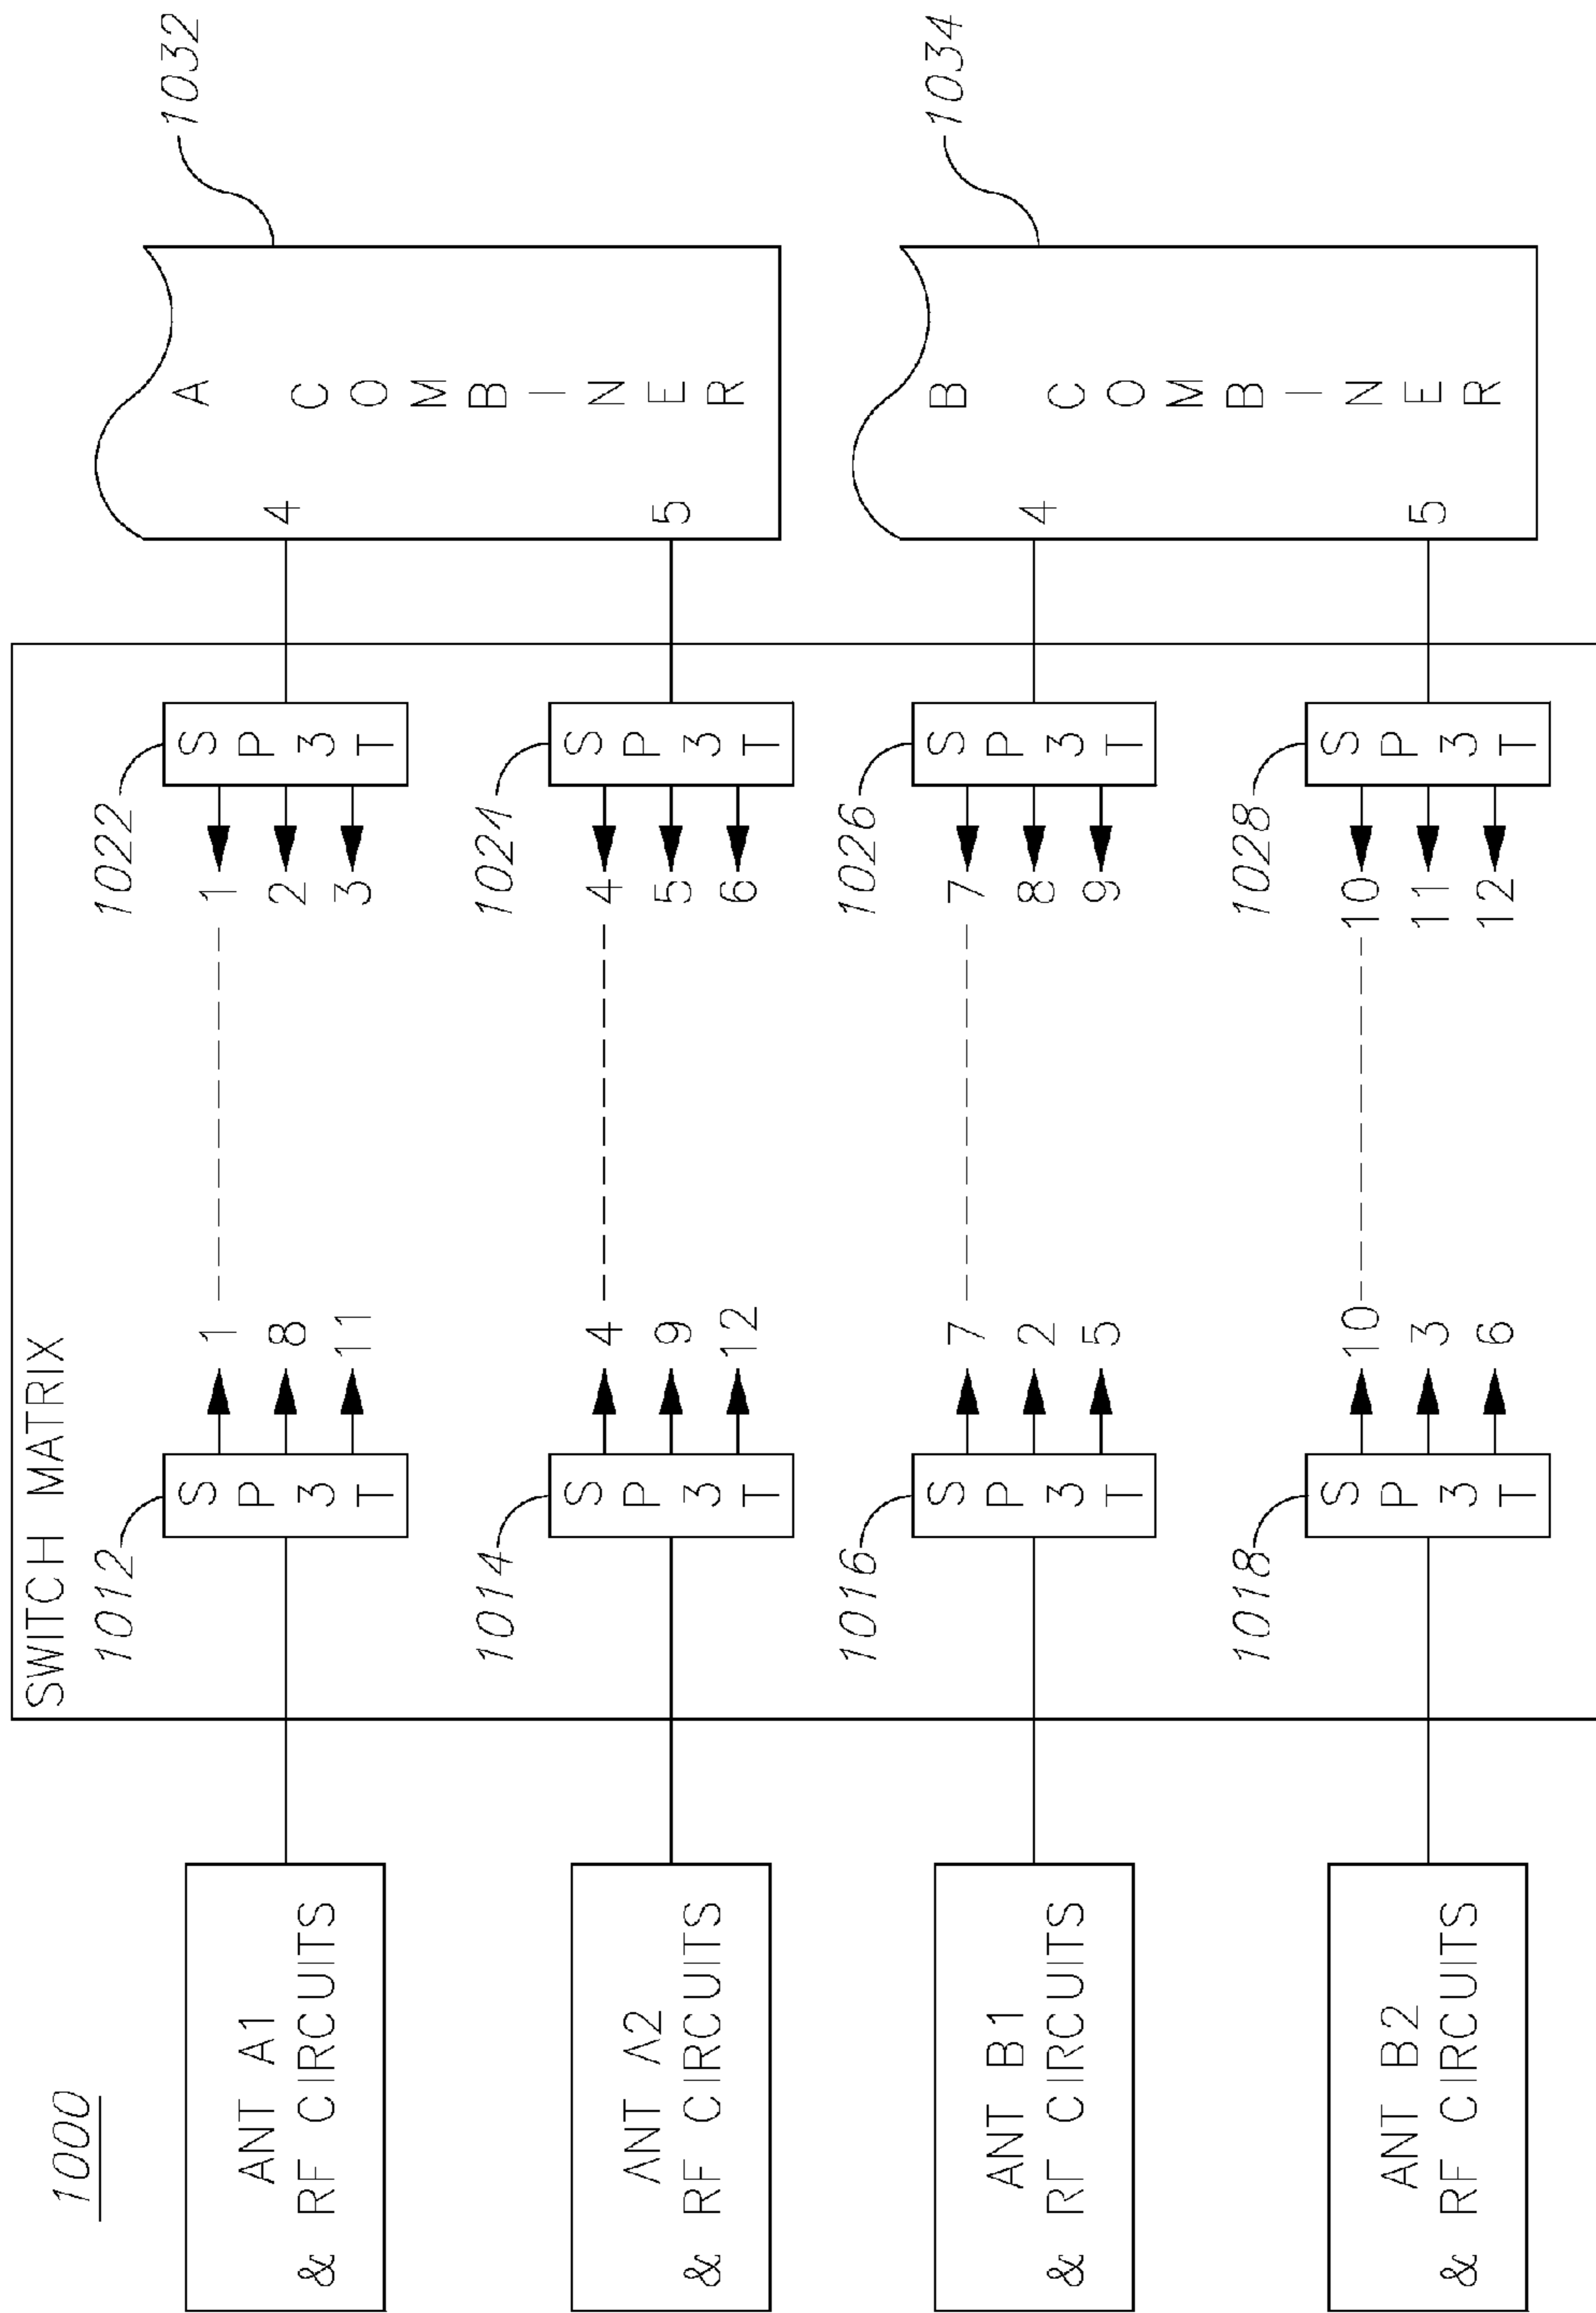 1000
SWITCH MATRIX
ANT A1
& RF CIRCUITS
1012
SP3T
1
8
11
1
2
3
1022
SP3T
4
A COMBINER
5
1032
ANT A2
& RF CIRCUITS
1014
SP3T
4
9
12
4
5
6
1024
SP3T
ANT B1
& RF CIRCUITS
1016
SP3T
7
2
5
7
8
9
1026
SP3T
4
B COMBINER
5
1034
ANT B2
& RF CIRCUITS
1018
SP3T
10
3
6
10
11
12
1028
SP3T